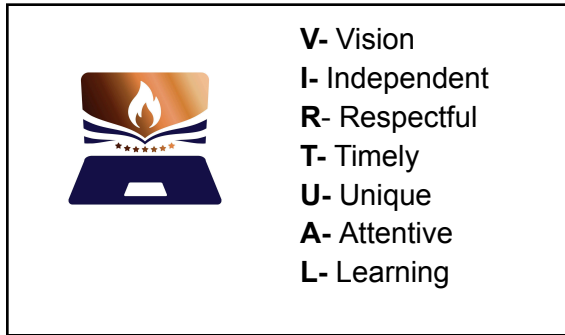 V- Vision
I- Independent
R- Respectful
T- Timely
U- Unique
A- Attentive
L- Learning